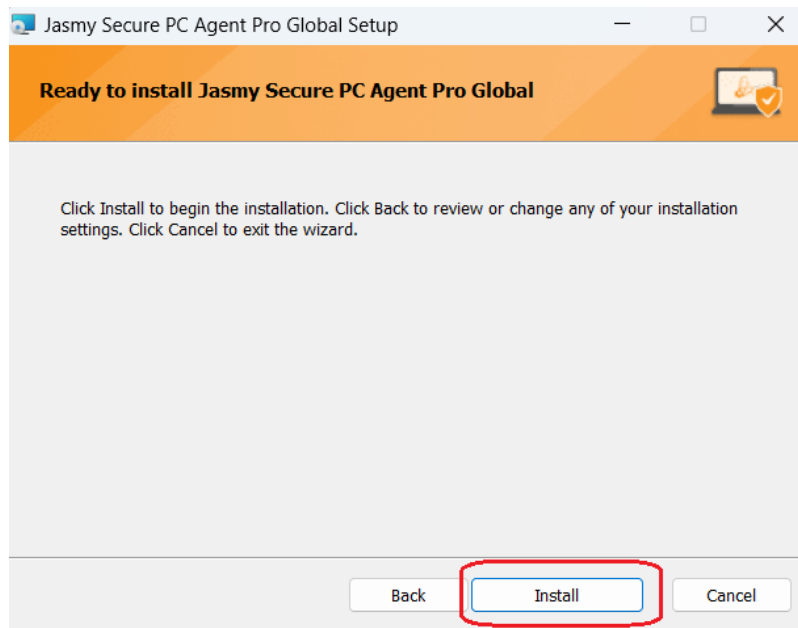 Jasmy Secure PC Agent Pro Global Setup
Ready to install Jasmy Secure PC Agent Pro Global
Click Install to begin the installation. Click Back to review or change any of your installation
settings. Click Cancel to exit the wizard.
Back
Install
Cancel